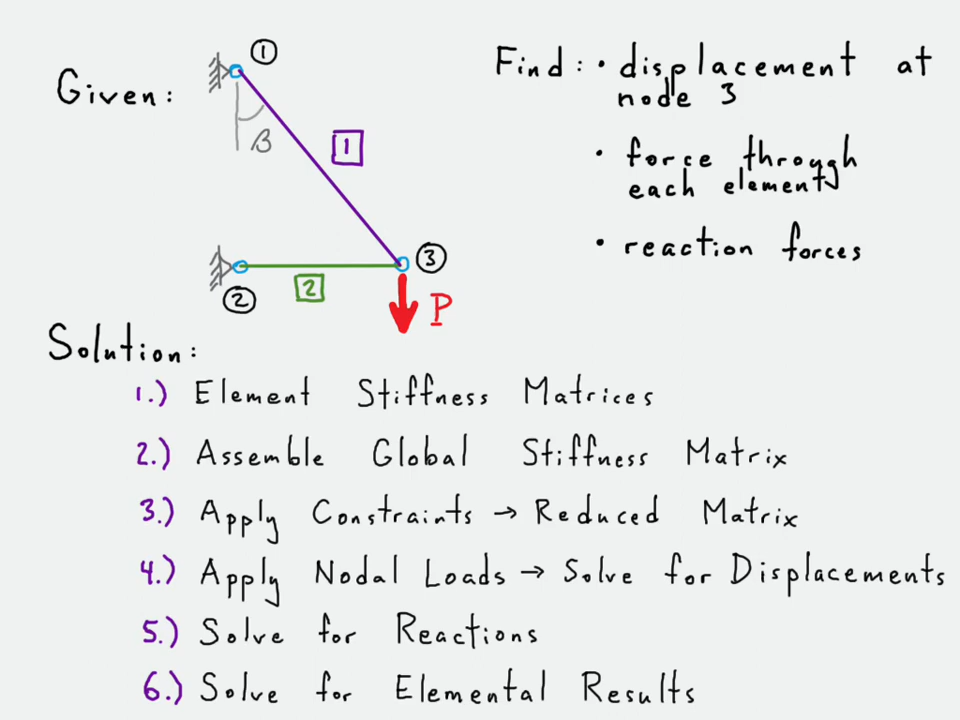 Given:
1
β
1
2
2
3
P
Find: • displacement at
node 3
• force through
each element
• reaction forces
Solution:
1.) Element Stiffness Matrices
2.) Assemble Global Stiffness Matrix
3.) Apply Constraints → Reduced Matrix
4.) Apply Nodal Loads → Solve for Displacements
5.) Solve for Reactions
6.) Solve for Elemental Results